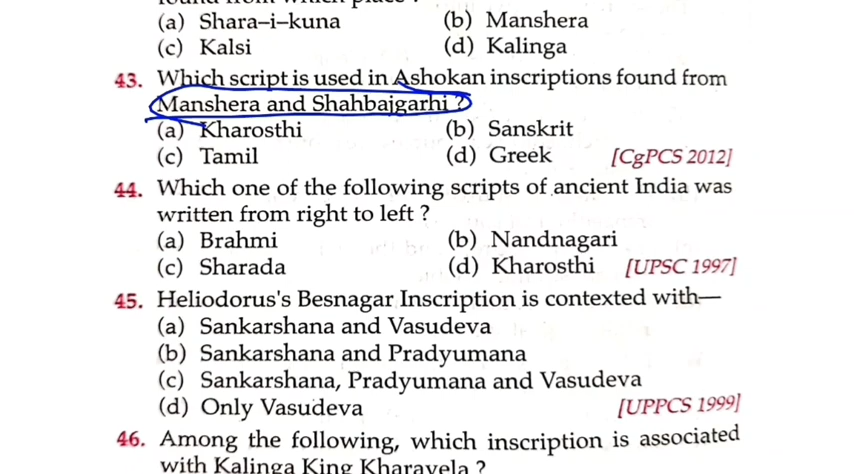 found from which place ?
(a) Shara–i–kuna (b) Manshera
(c) Kalsi (d) Kalinga
43. Which script is used in Ashokan inscriptions found from
Manshera and Shahbajgarhi ?
(a) Kharosthi (b) Sanskrit
(c) Tamil (d) Greek [CgPCS 2012]
44. Which one of the following scripts of ancient India was
written from right to left ?
(a) Brahmi (b) Nandnagari
(c) Sharada (d) Kharosthi [UPSC 1997]
45. Heliodorus's Besnagar Inscription is contexted with—
(a) Sankarshana and Vasudeva
(b) Sankarshana and Pradyumana
(c) Sankarshana, Pradyumana and Vasudeva
(d) Only Vasudeva [UPPCS 1999]
46. Among the following, which inscription is associated
with Kalinga King Kharavela ?